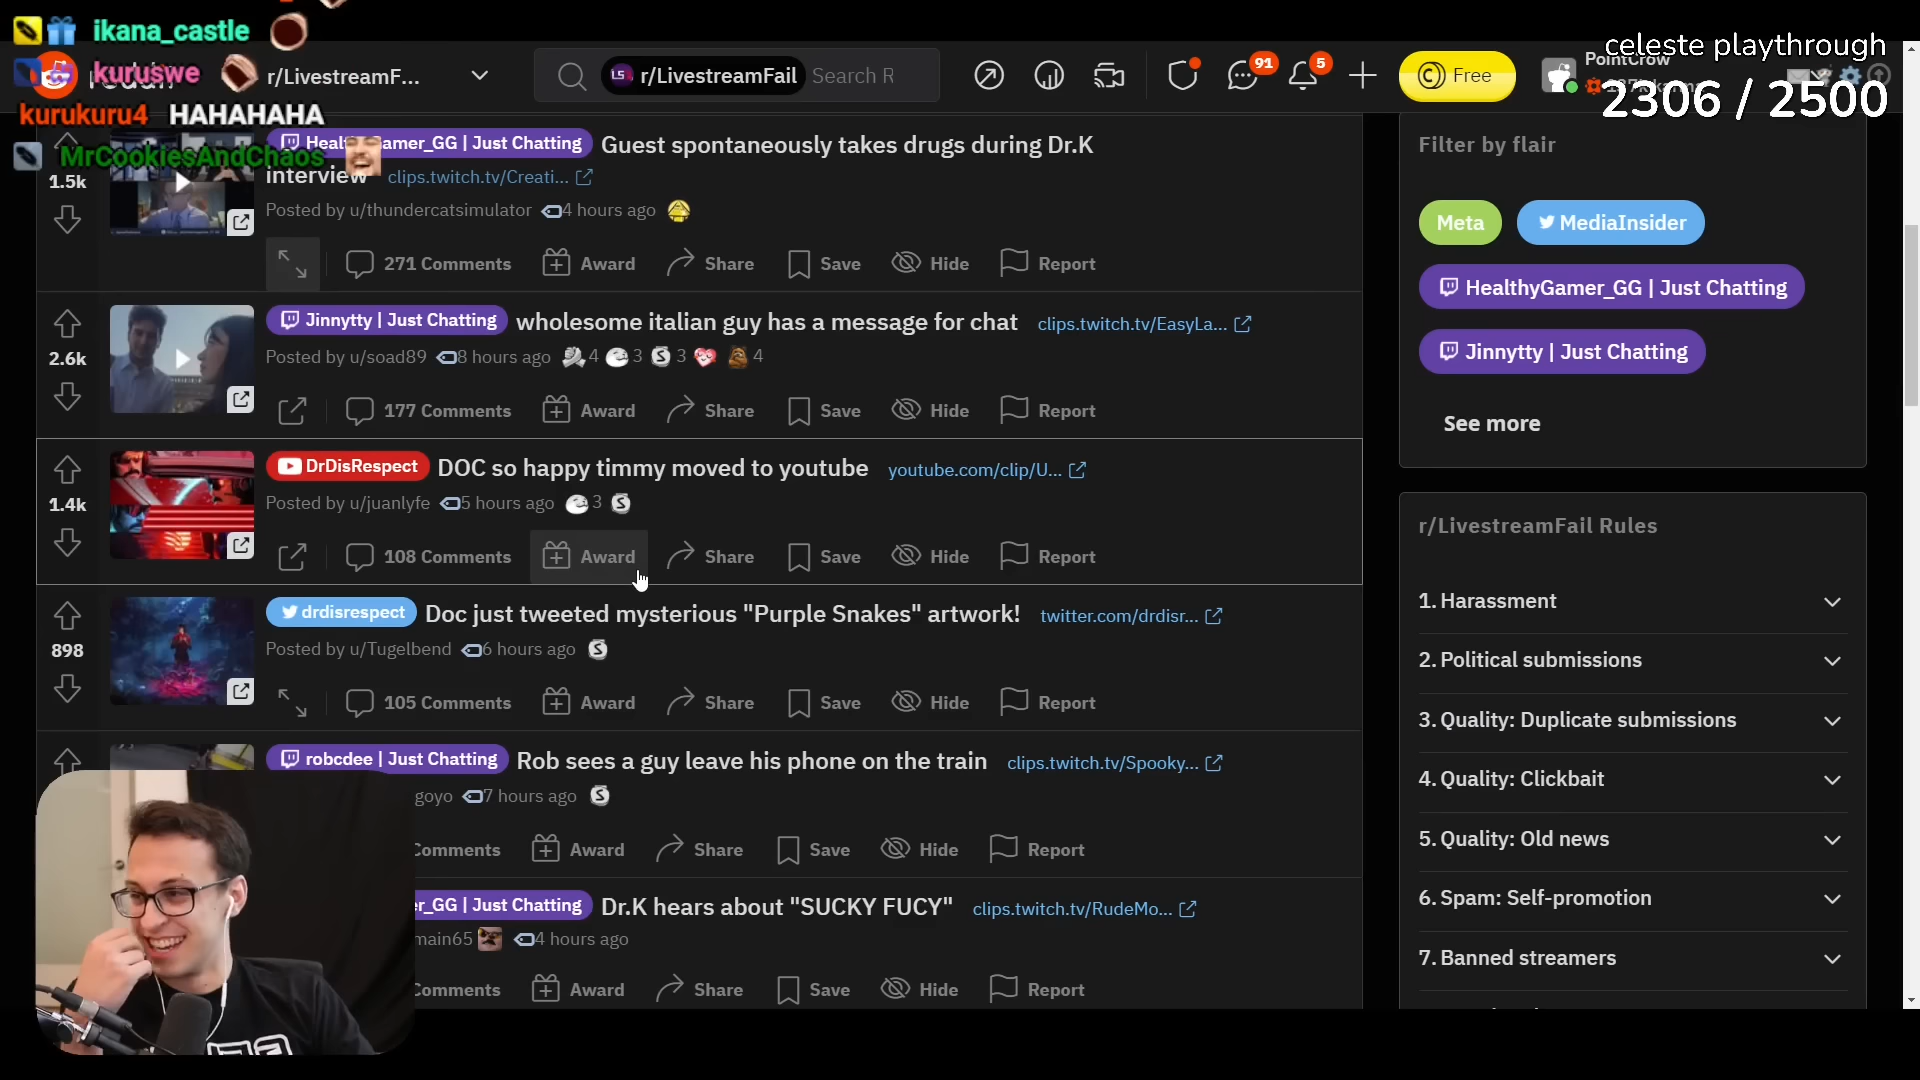 ikana_castle
kuruswe
kurukuru4 HAHAHAHA
MrCookiesAndChaos
r/LivestreamF...
r/LivestreamFail Search R
91
5
Free
PointCrow
celeste playthrough
2306 / 2500
1.5k
HealthyGamer_GG | Just Chatting Guest spontaneously takes drugs during Dr.K
interview clips.twitch.tv/Creati...
Posted by u/thundercatsimulator 4 hours ago
271 Comments Award Share Save Hide Report
2.6k
Jinnytty | Just Chatting wholesome italian guy has a message for chat clips.twitch.tv/EasyLa...
Posted by u/soad89 8 hours ago 4 3 3 4
177 Comments Award Share Save Hide Report
1.4k
DrDisRespect DOC so happy timmy moved to youtube youtube.com/clip/U...
Posted by u/juanlyfe 5 hours ago 3
108 Comments Award Share Save Hide Report
898
drdisrespect Doc just tweeted mysterious "Purple Snakes" artwork! twitter.com/drdisr...
Posted by u/Tugelbend 6 hours ago
105 Comments Award Share Save Hide Report
robcdee | Just Chatting Rob sees a guy leave his phone on the train clips.twitch.tv/Spooky...
goyo 7 hours ago
Comments Award Share Save Hide Report
er_GG | Just Chatting Dr.K hears about "SUCKY FUCY" clips.twitch.tv/RudeMo...
main65 4 hours ago
Comments Award Share Save Hide Report
Filter by flair
Meta MediaInsider
HealthyGamer_GG | Just Chatting
Jinnytty | Just Chatting
See more
r/LivestreamFail Rules
1. Harassment
2. Political submissions
3. Quality: Duplicate submissions
4. Quality: Clickbait
5. Quality: Old news
6. Spam: Self-promotion
7. Banned streamers